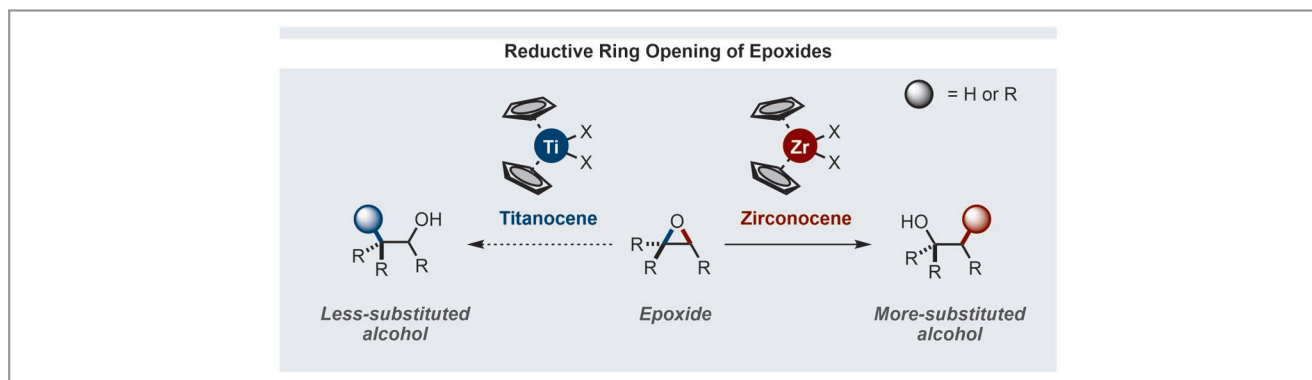 Reductive Ring Opening of Epoxides
= H or R
Ti
X
X
Zr
X
X
Titanocene
Zirconocene
OH
R
R
R
O
R
R
R
HO
R
R
R
Less-substituted
alcohol
Epoxide
More-substituted
alcohol